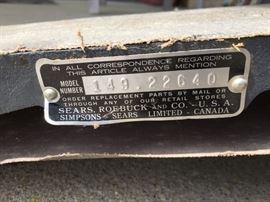 IN ALL CORRESPONDENCE REGARDING
THIS ARTICLE ALWAYS MENTION
MODEL NUMBER 149 22640
ORDER REPLACEMENT PARTS BY MAIL OR
THROUGH ANY OF OUR RETAIL STORES
SEARS, ROEBUCK AND CO. - U.S.A.
SIMPSONS-SEARS LIMITED-CANADA